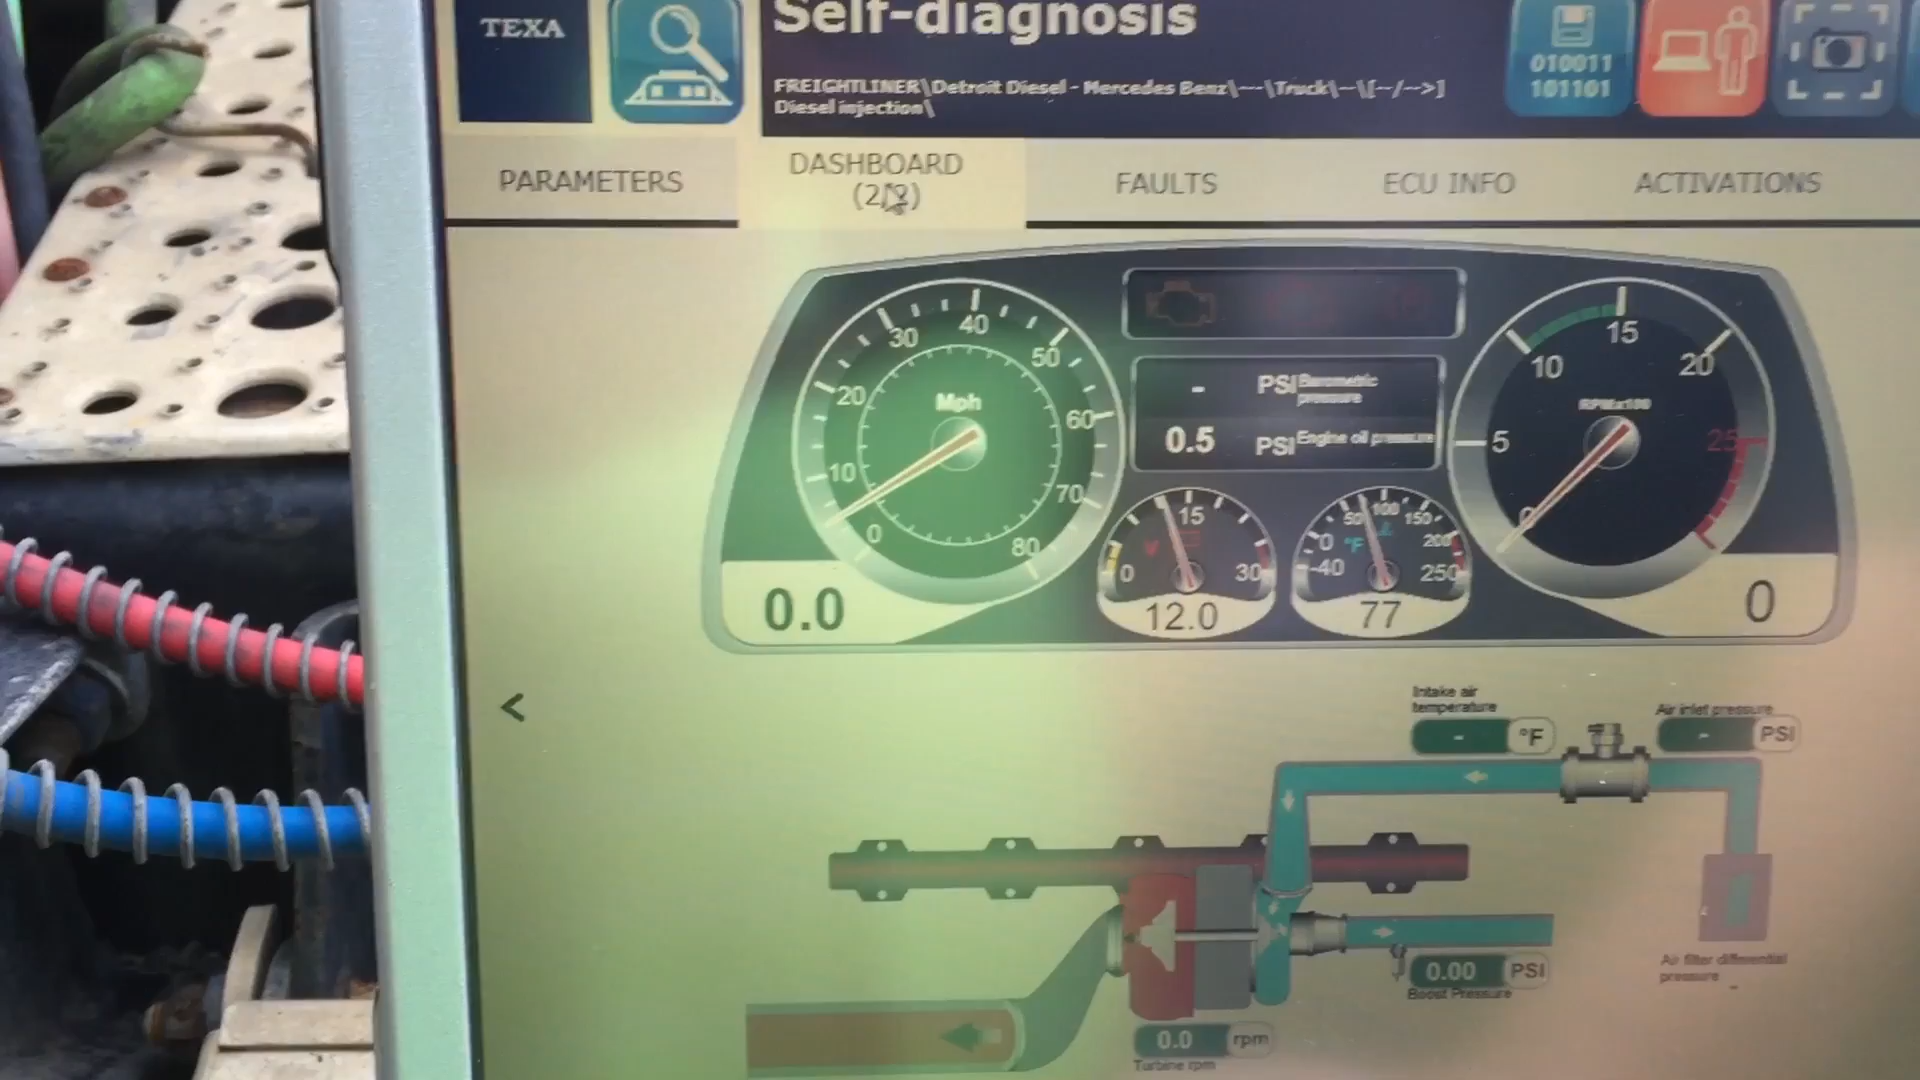 TEXA
Self-diagnosis
FREIGHTLINER\Detroit Diesel - Mercedes Benz\---\Truck\--\[--/-->]
Diesel injection\
010011
101101
PARAMETERS
DASHBOARD
FAULTS
ECU INFO
ACTIVATIONS
0 10 20 30 40 50 60 70 80
Mph
0.0
- PSI Barometric pressure
0.5 PSI Engine oil pressure
0 15 30
12.0
-40 0 50 100 150 200 250
°F
77
0 5 10 15 20 25
RPMx100
0
<
Intake air
temperature
- °F
Air inlet pressure
- PSI
Air filter differential
pressure
-
0.00 PSI
Boost Pressure
0.0 rpm
Turbine rpm